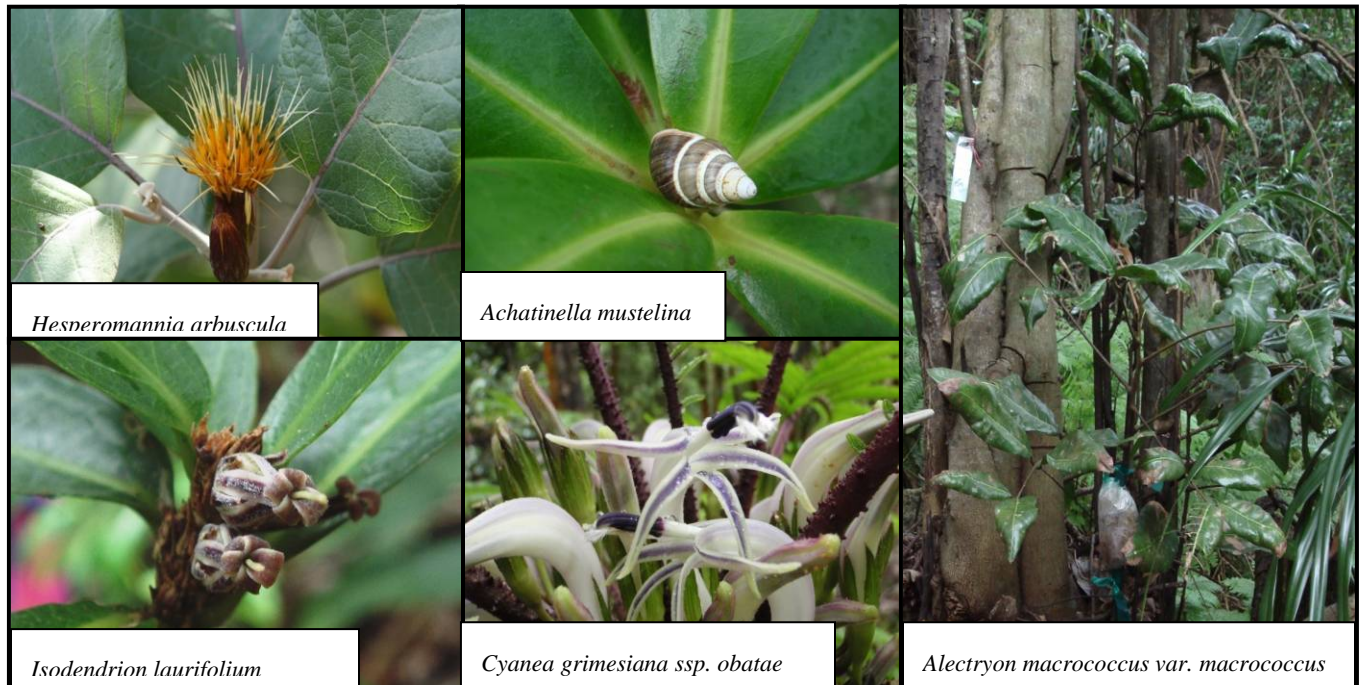 Hesperomannia arbuscula
Achatinella mustelina
Isodendrion laurifolium
Cyanea grimesiana ssp. obatae
Alectryon macrococcus var. macrococcus